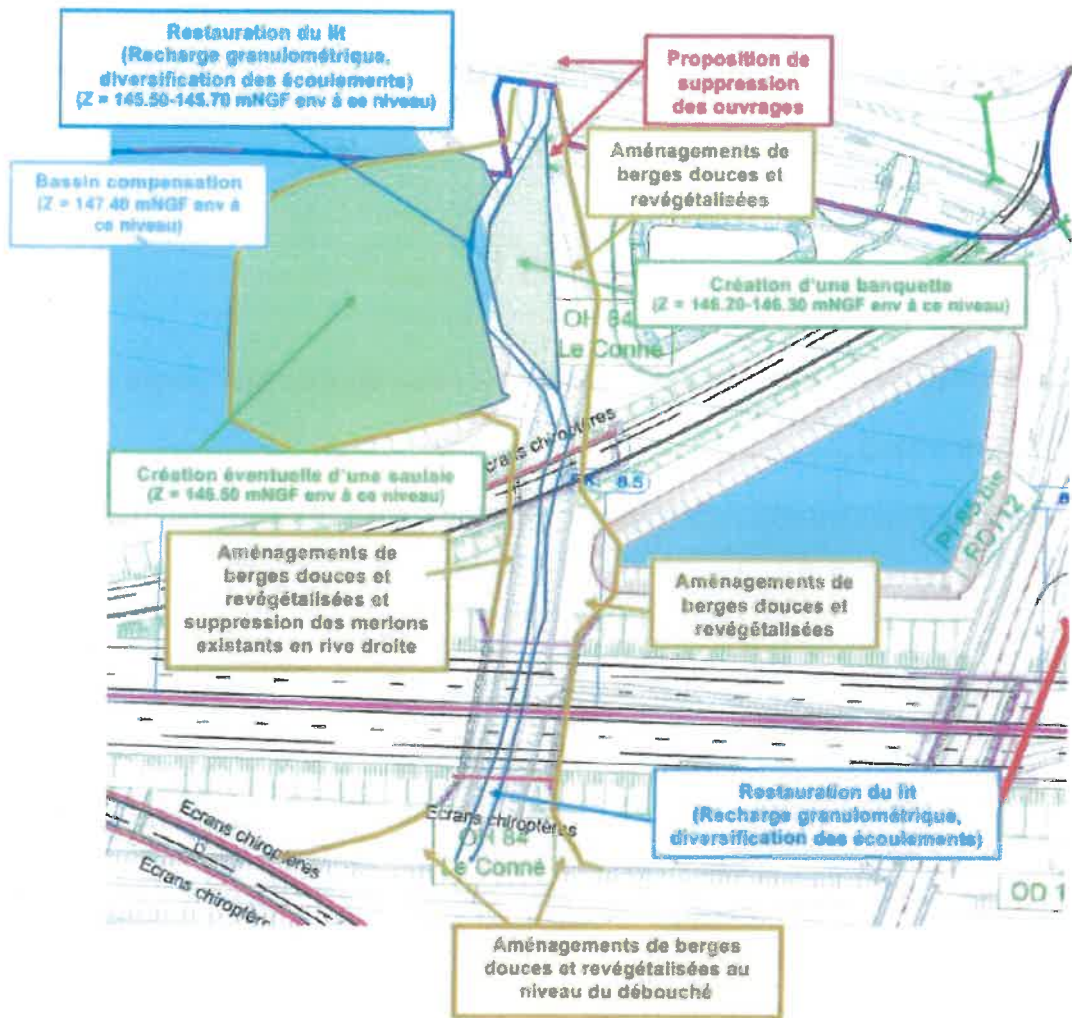 Restauration du lit
(Recharge granulométrique,
diversification des écoulements)
(Z = 145.50-145.70 mNGF env à ce niveau)
Proposition de
suppression
des ouvrages
Aménagements de
berges douces et
revégétalisées
Bassin compensation
(Z = 147.40 mNGF env à
ce niveau)
Création d'une banquette
(Z = 146.20-146.30 mNGF env à ce niveau)
OH 84
Le Conné
Ecrans chiroptères
8.5
Création éventuelle d'une saulaie
(Z = 146.50 mNGF env à ce niveau)
PI 85 bis
RD112
8
Aménagements de
berges douces et
revégétalisées et
suppression des merlons
existants en rive droite
Aménagements de
berges douces et
revégétalisées
Restauration du lit
(Recharge granulométrique,
diversification des écoulements)
Ecrans chiroptères
Ecrans chiroptères
Ecrans chiroptère
OH 84
Le Conné
OD 1
Aménagements de berges
douces et revégétalisées au
niveau du débouché